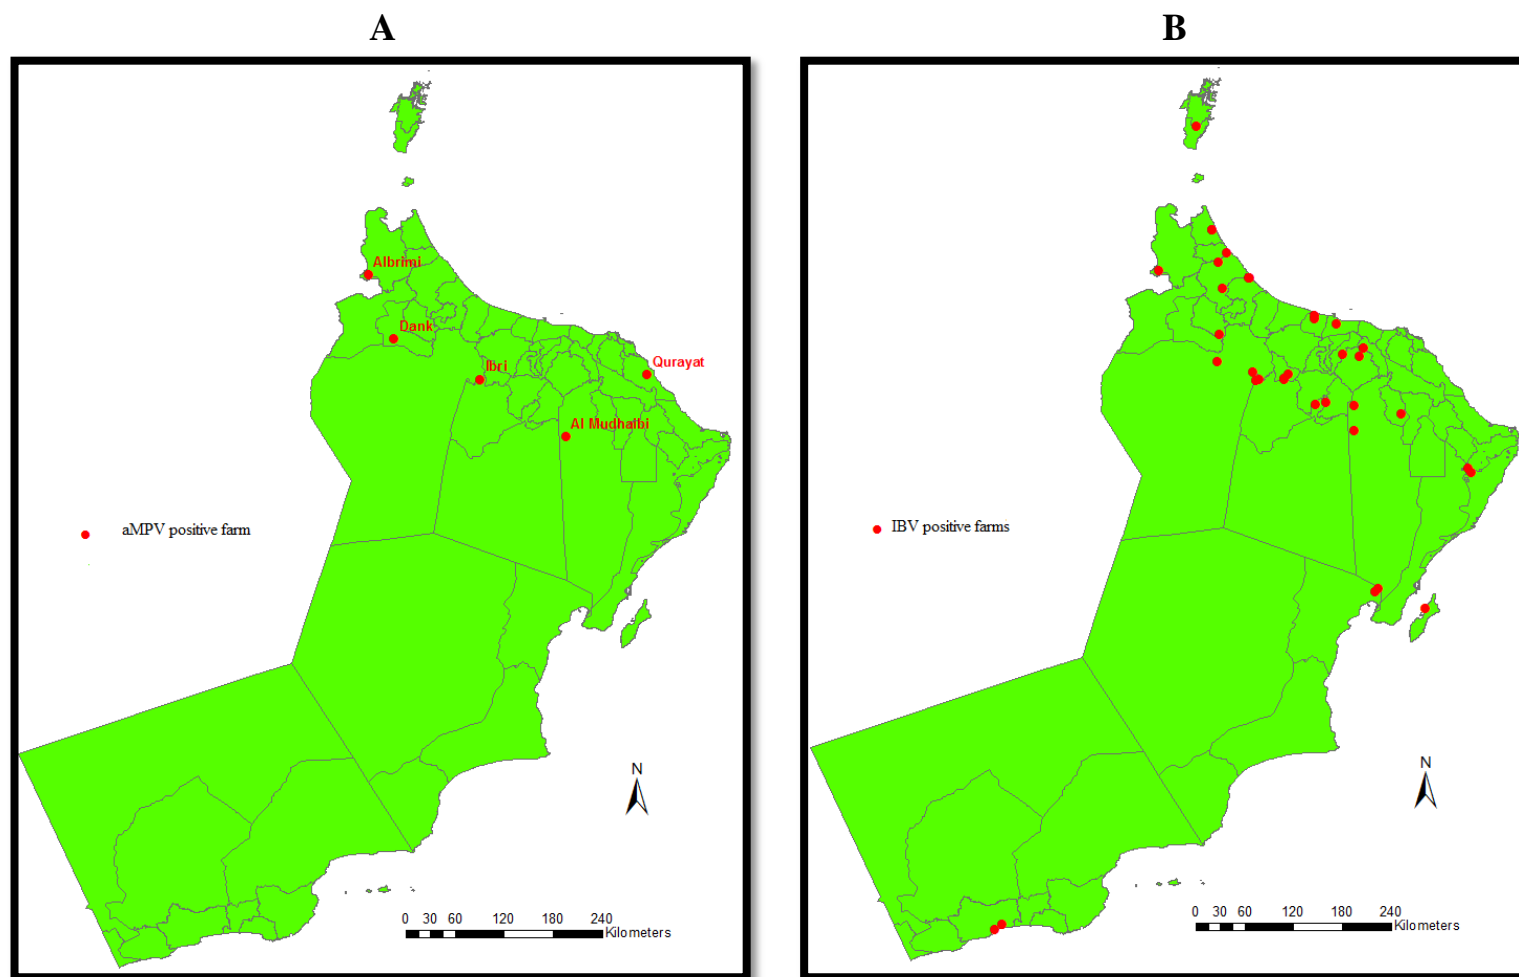 A
B
Albrimi
Dank
Ibri
Qurayat
Al Mudhalbi
aMPV positive farm
N
0 30 60 120 180 240
Kilometers
IBV positive farms
N
0 30 60 120 180 240
Kilometers